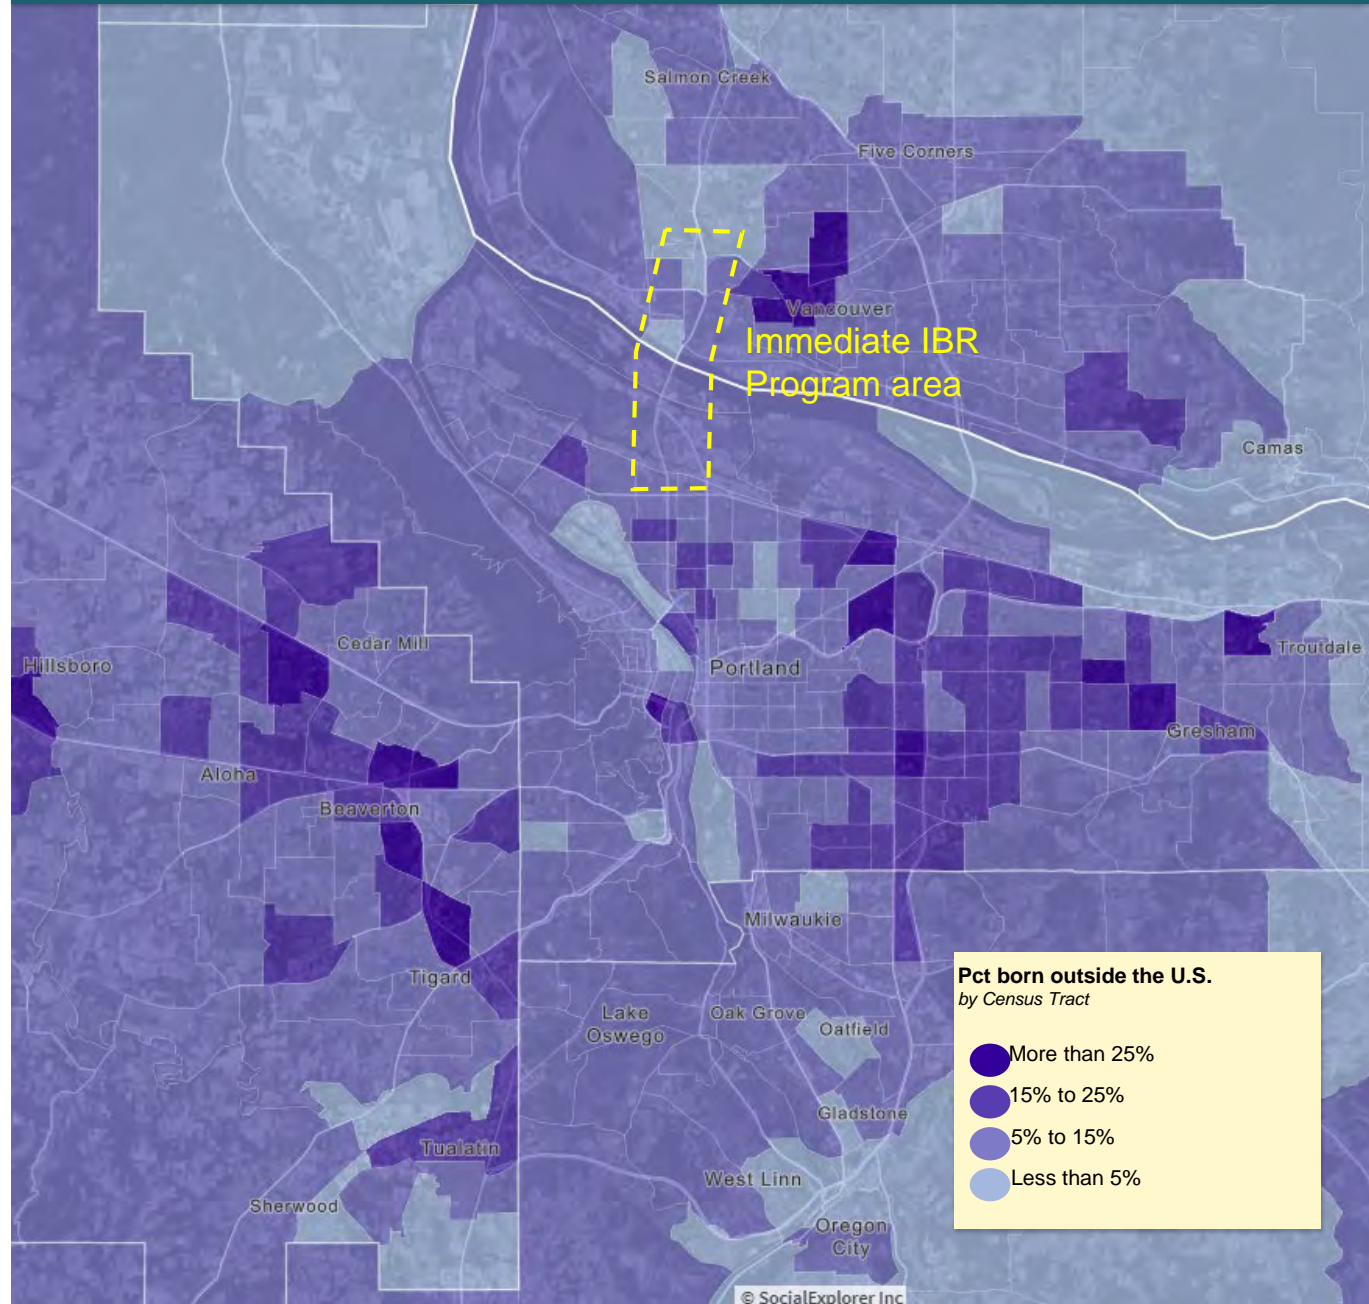 Salmon Creek
Five Corners
Vancouver
Immediate IBR
Program area
Camas
Cedar Mill
Hillsboro
Portland
Troutdale
Gresham
Aloha
Beaverton
Milwaukie
Tigard
Lake
Oswego
Oak Grove
Oatfield
Gladstone
Tualatin
West Linn
Sherwood
Oregon
City
Pct born outside the U.S.
by Census Tract
More than 25%
15% to 25%
5% to 15%
Less than 5%
© SocialExplorer Inc